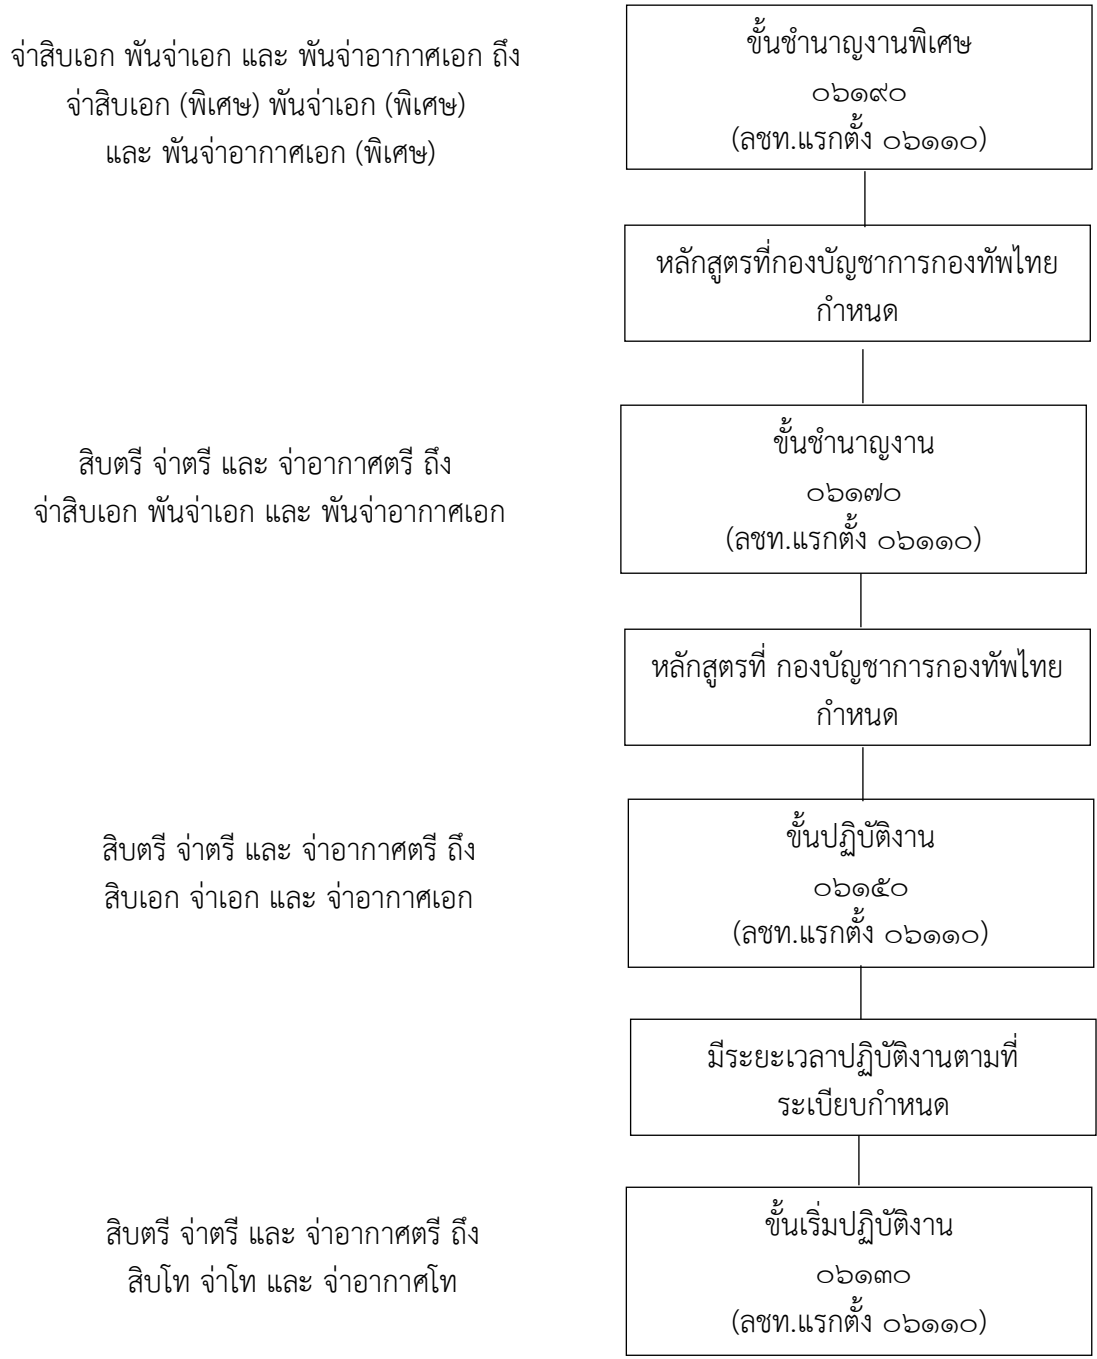 จ่าสิบเอก พันจ่าเอก และ พันจ่าอากาศเอก ถึง
จ่าสิบเอก (พิเศษ) พันจ่าเอก (พิเศษ)
และ พันจ่าอากาศเอก (พิเศษ)
ขั้นชำนาญงานพิเศษ
๐๖๑๙๐
(ลชท.แรกตั้ง ๐๖๑๑๐)
หลักสูตรที่กองบัญชาการกองทัพไทย
กำหนด
สิบตรี จ่าตรี และ จ่าอากาศตรี ถึง
จ่าสิบเอก พันจ่าเอก และ พันจ่าอากาศเอก
ขั้นชำนาญงาน
๐๖๑๗๐
(ลชท.แรกตั้ง ๐๖๑๑๐)
หลักสูตรที่ กองบัญชาการกองทัพไทย
กำหนด
สิบตรี จ่าตรี และ จ่าอากาศตรี ถึง
สิบเอก จ่าเอก และ จ่าอากาศเอก
ขั้นปฏิบัติงาน
๐๖๑๕๐
(ลชท.แรกตั้ง ๐๖๑๑๐)
มีระยะเวลาปฏิบัติงานตามที่
ระเบียบกำหนด
สิบตรี จ่าตรี และ จ่าอากาศตรี ถึง
สิบโท จ่าโท และ จ่าอากาศโท
ขั้นเริ่มปฏิบัติงาน
๐๖๑๓๐
(ลชท.แรกตั้ง ๐๖๑๑๐)